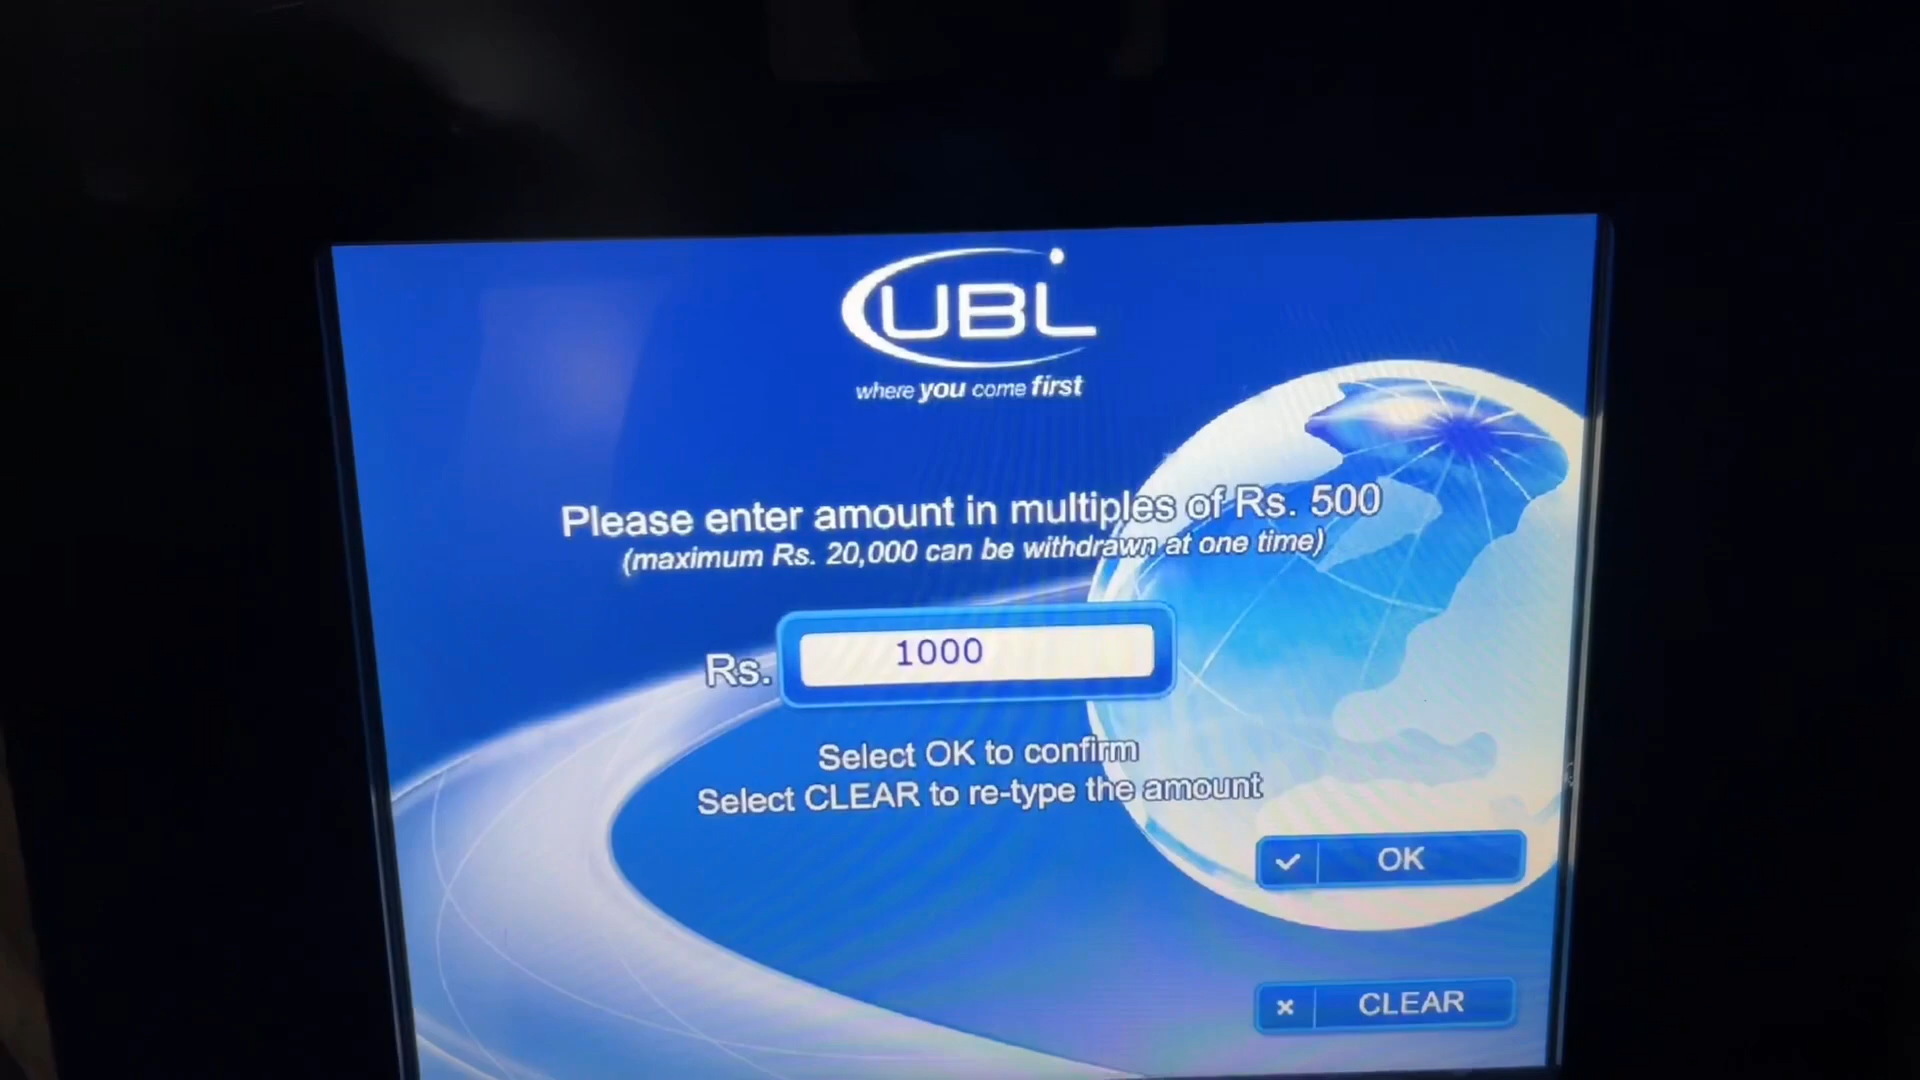 UBL
where you come first
Please enter amount in multiples of Rs. 500
(maximum Rs. 20,000 can be withdrawn at one time)
Rs. 1000
Select OK to confirm
Select CLEAR to re-type the amount
OK
CLEAR